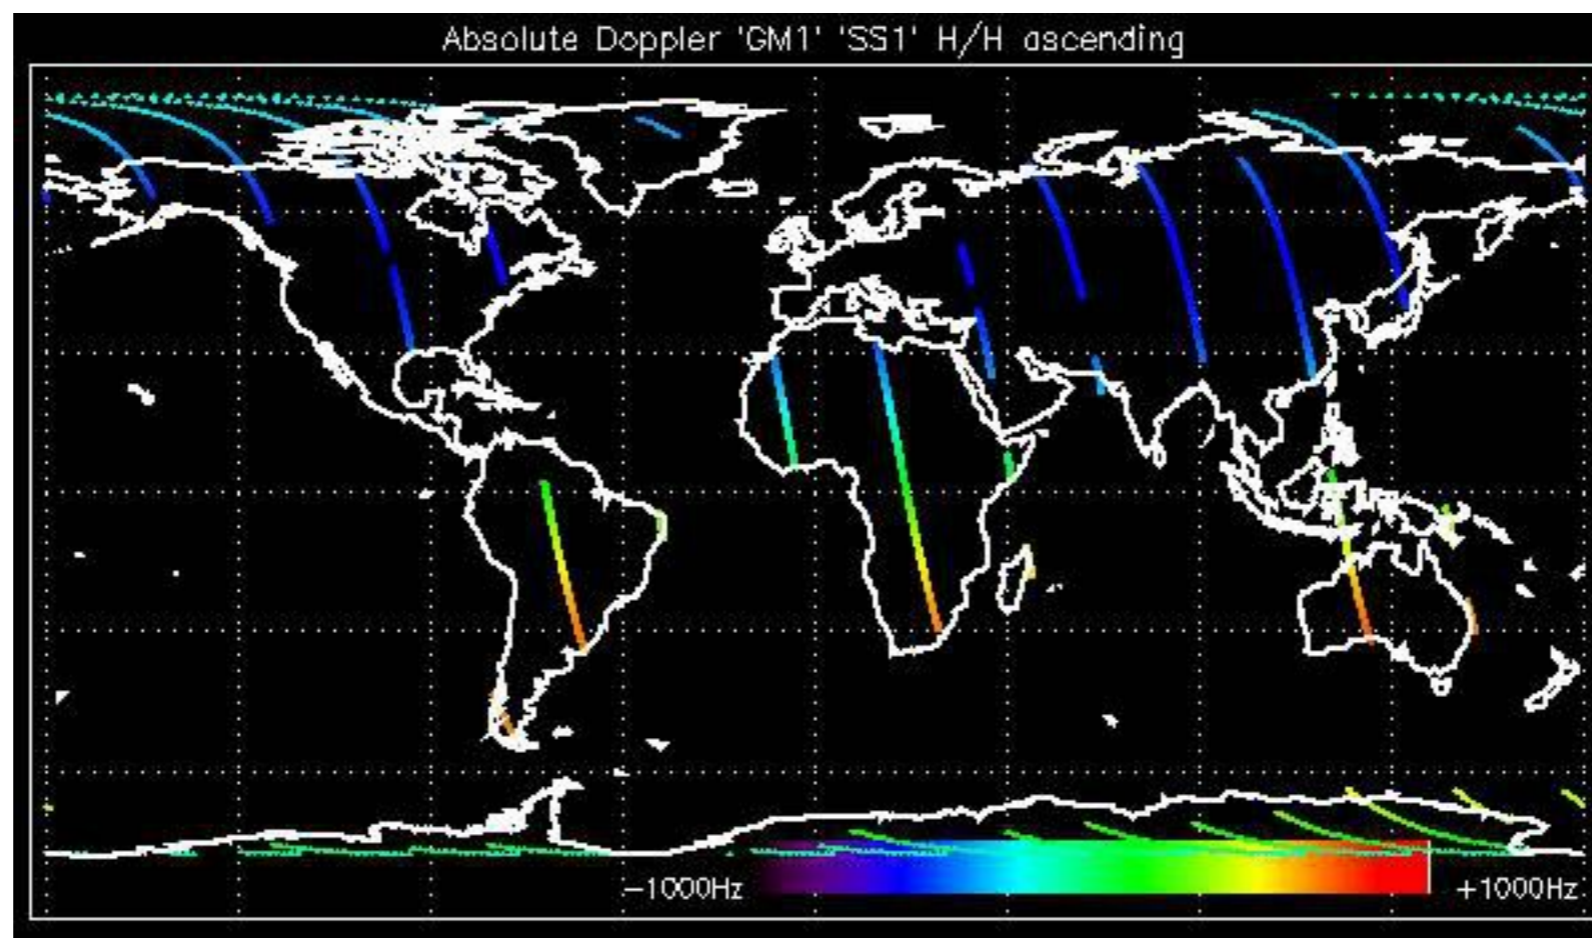 Absolute Doppler 'GM1' 'SS1' H/H ascending
−1000Hz
+1000Hz